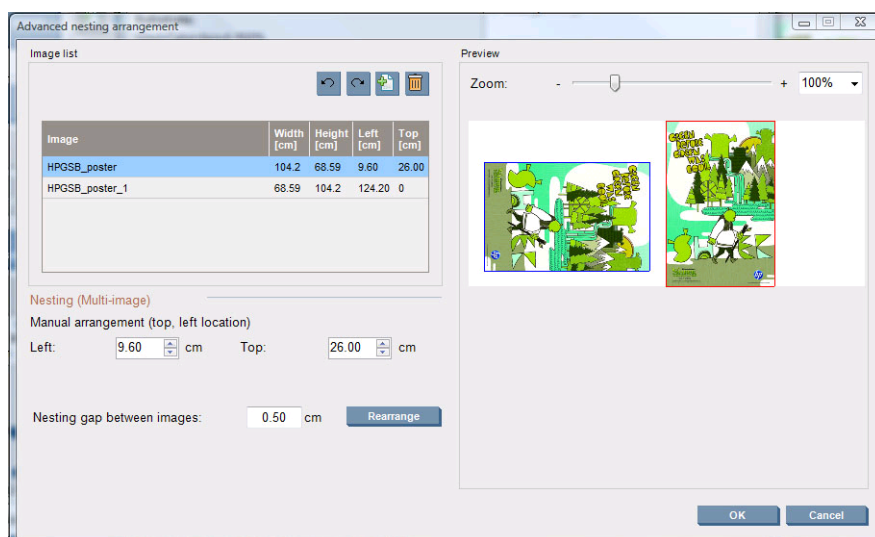 Advanced nesting arrangement
Image list
Preview
Zoom: - + 100%
Image Width [cm] Height [cm] Left [cm] Top [cm]
HPGSB_poster 104.2 68.59 9.60 26.00
HPGSB_poster_1 68.59 104.2 124.20 0
Nesting (Multi-image)
Manual arrangement (top, left location)
Left: 9.60 cm Top: 26.00 cm
Nesting gap between images: 0.50 cm Rearrange
OK Cancel